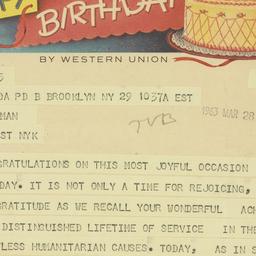 BIRTHDAY
BY WESTERN UNION
PD B BROOKLYN NY 29 1037A EST
1963 MAR 28
MAN
ST NYK
GRATULATIONS ON THIS MOST JOYFUL OCCASION
DAY. IT IS NOT ONLY A TIME FOR REJOICING,
GRATITUDE AS WE RECALL YOUR WONDERFUL ACH
DISTINGUISHED LIFETIME OF SERVICE IN THE
LESS HUMANITARIAN CAUSES. TODAY, AS IN S